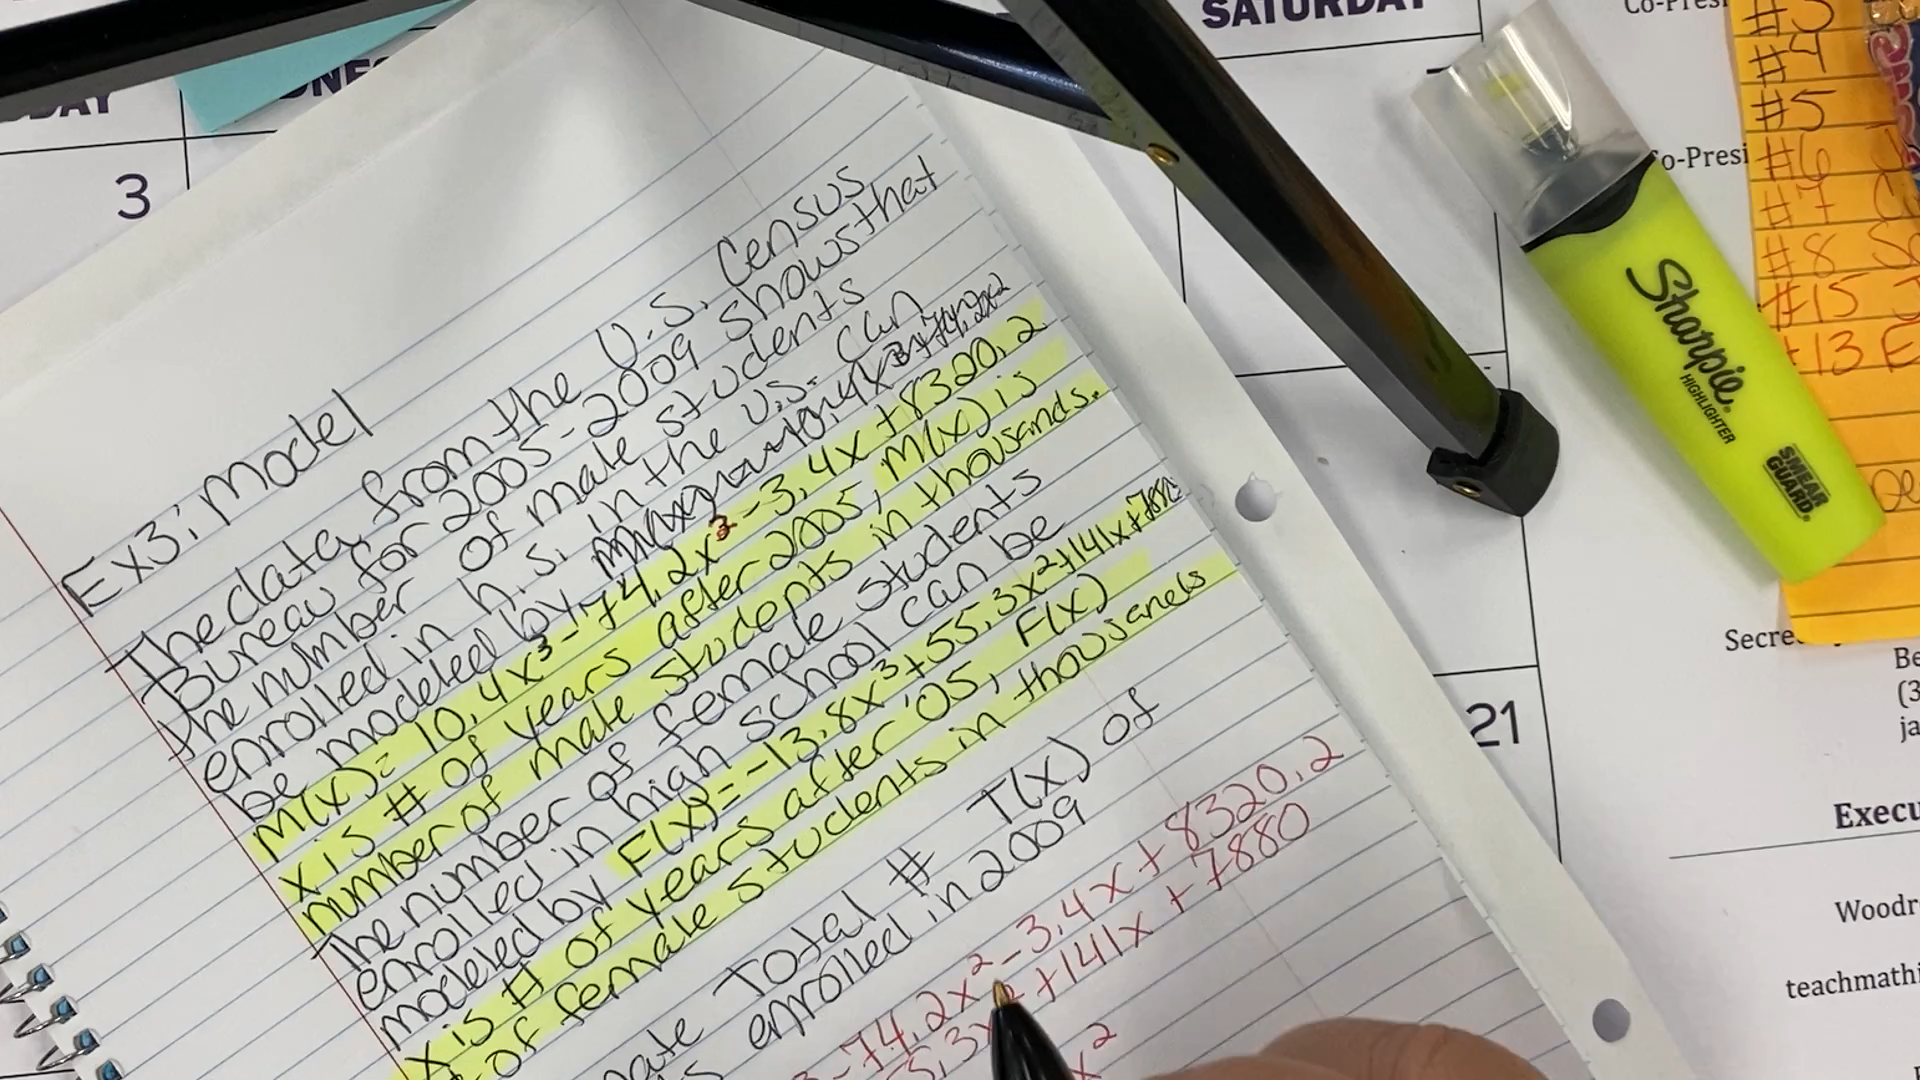 SATURDAY
3
21
Ex3: model
The data from the U.S. Census
Bureau for 2005-2009 shows that
the number of male students
enrolled in h.s. in the U.S. can
be modeled by
M(x)= 10.4x³-74.2x²-3.4x+8320.2
x is # of years after 2005, M(x) is
number of male students in thousands.
The number of female students
enrolled in high school can be
modeled by F(x)=-13.8x³+55.3x²+141x+7880
x is # of years after '05, F(x)
of female students in thousands
Total # T(x) of
enrolled in 2009
-74.2x²-3.4x+8320.2
+141x+7880
x²
Sharpie.
HIGHLIGHTER
SMEAR
GUARD
#4
#5
#6
#7
#8
#15
#13 E
Co-Presi
Secre
Be
(3
ja
Execu
Woodr
teachmathi